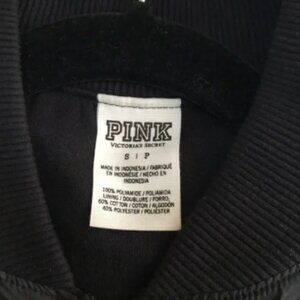 PINK
VICTORIA'S SECRET
S | P
MADE IN INDONESIA / FABRIQUÉ
EN INDONÉSIE / HECHO EN
INDONESIA
100% POLYAMIDE / POLIAMIDA
LINING / DOUBLURE / FORRO:
60% COTTON / COTON / ALGODÓN
40% POLYESTER / POLIÉSTER